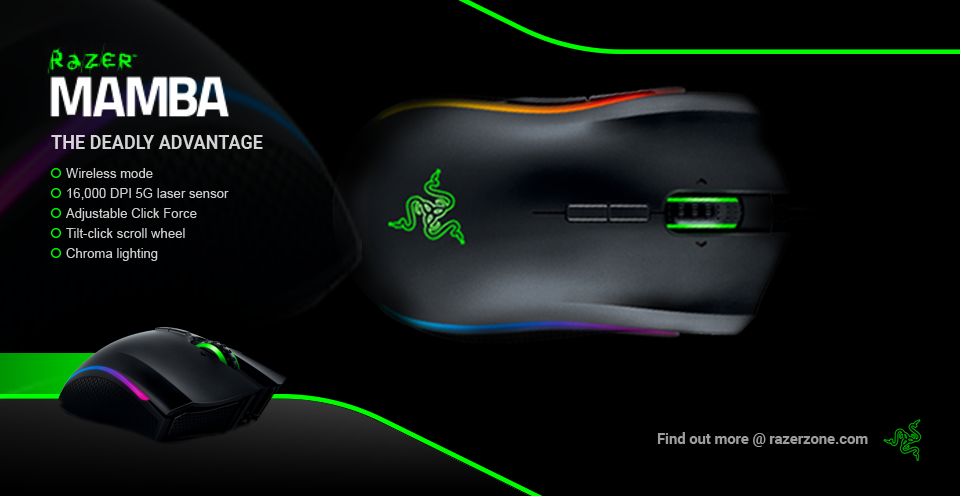 RAZER™
MAMBA
THE DEADLY ADVANTAGE
Wireless mode
16,000 DPI 5G laser sensor
Adjustable Click Force
Tilt-click scroll wheel
Chroma lighting
Find out more @ razerzone.com